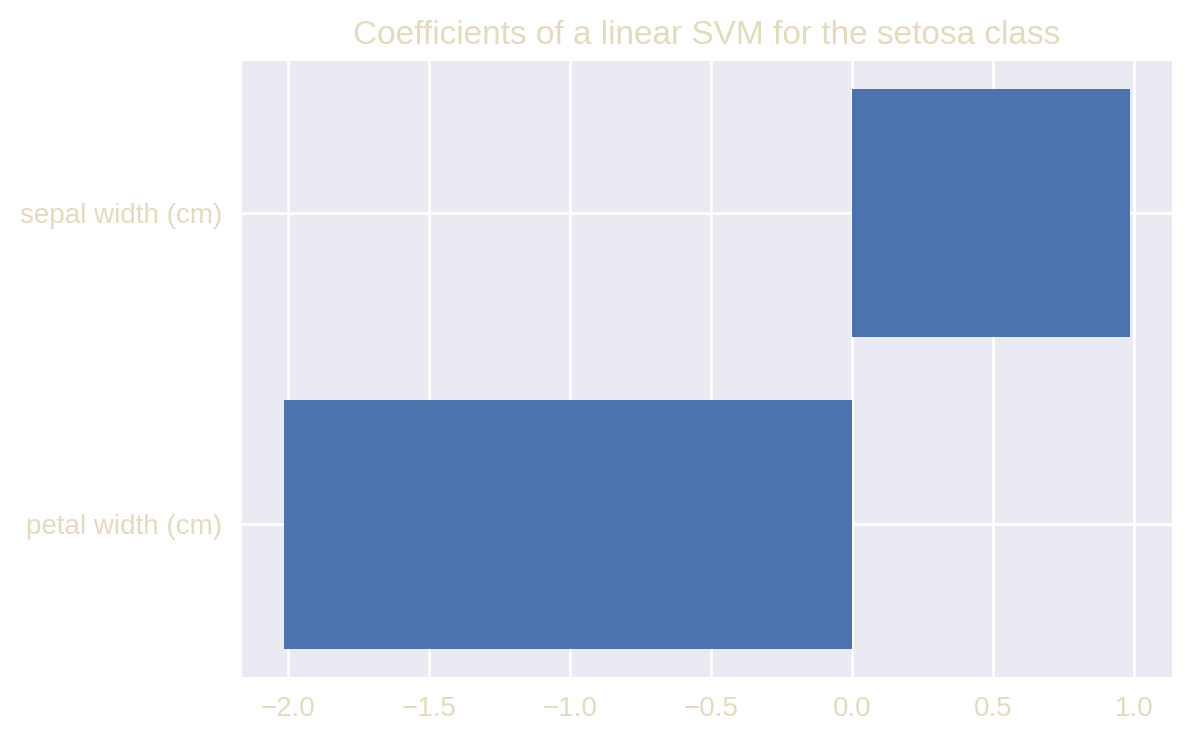 Coefficients of a linear SVM for the setosa class
sepal width (cm)
petal width (cm)
−2.0 −1.5 −1.0 −0.5 0.0 0.5 1.0